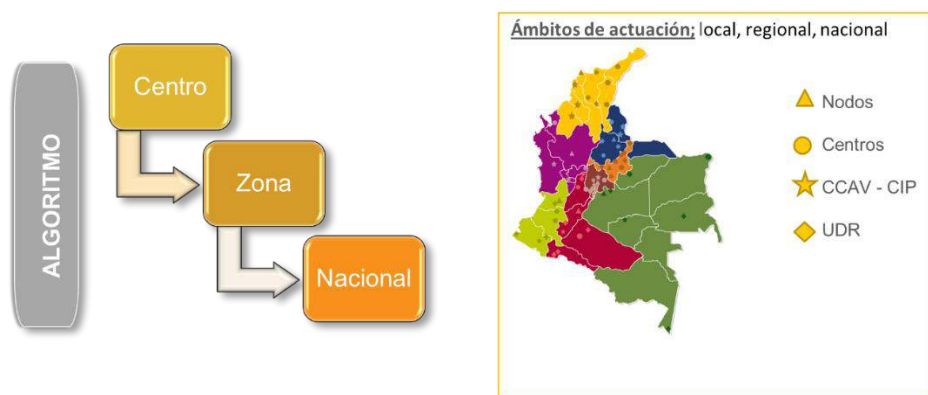 ALGORITMO
Centro
Zona
Nacional
Ámbitos de actuación; local, regional, nacional
Nodos
Centros
CCAV - CIP
UDR